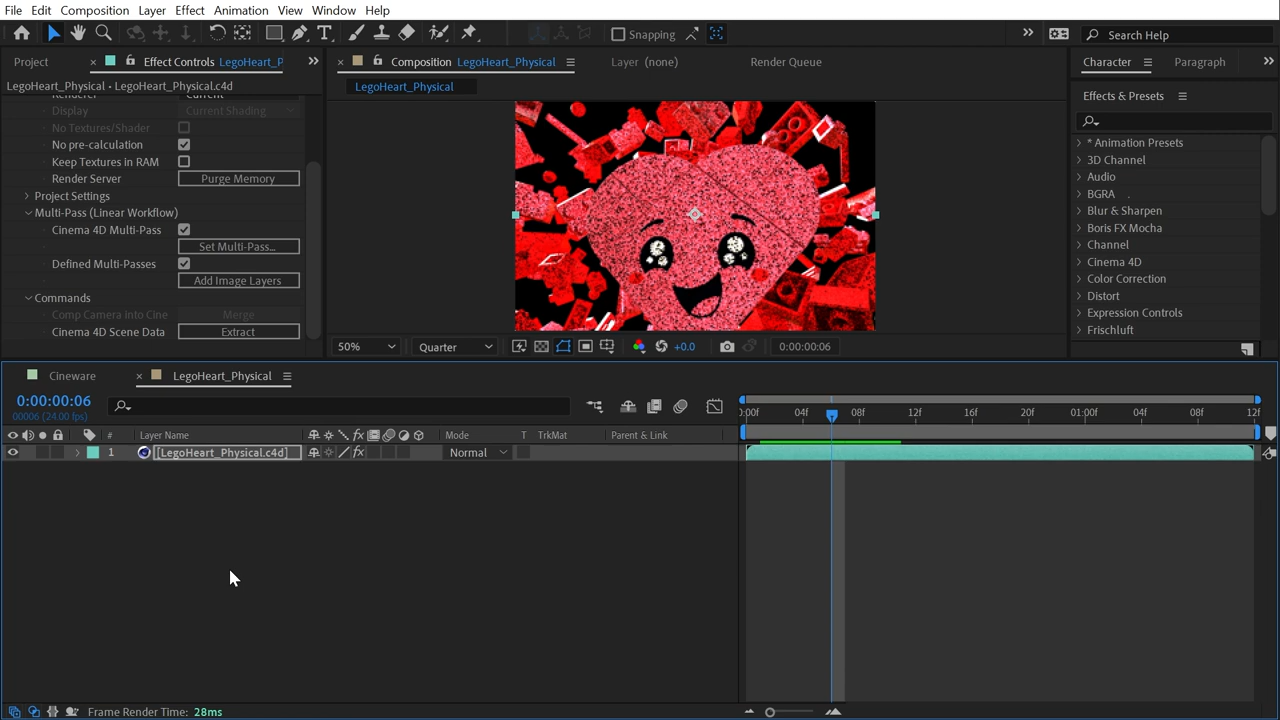 File Edit Composition Layer Effect Animation View Window Help
Snapping
Search Help
Project × Effect Controls LegoHeart_P
LegoHeart_Physical • LegoHeart_Physical.c4d
Display Current Shading
No Textures/Shader
No pre-calculation
Keep Textures in RAM
Render Server Purge Memory
Project Settings
Multi-Pass (Linear Workflow)
Cinema 4D Multi-Pass
Set Multi-Pass...
Defined Multi-Passes
Add Image Layers
Commands
Comp Camera into Cine Merge
Cinema 4D Scene Data Extract
× Composition LegoHeart_Physical Layer (none) Render Queue
LegoHeart_Physical
50% Quarter +0.0 0:00:00:06
Character Paragraph
Effects & Presets
* Animation Presets
3D Channel
Audio
BGRA .
Blur & Sharpen
Boris FX Mocha
Channel
Cinema 4D
Color Correction
Distort
Expression Controls
Frischluft
Cineware × LegoHeart_Physical
0:00:00:06
00006 (24.00 fps)
# Layer Name Mode T TrkMat Parent & Link
1 [LegoHeart_Physical.c4d] Normal
0:00f 04f 08f 12f 16f 20f 01:00f 04f 08f 12f
Frame Render Time: 28ms